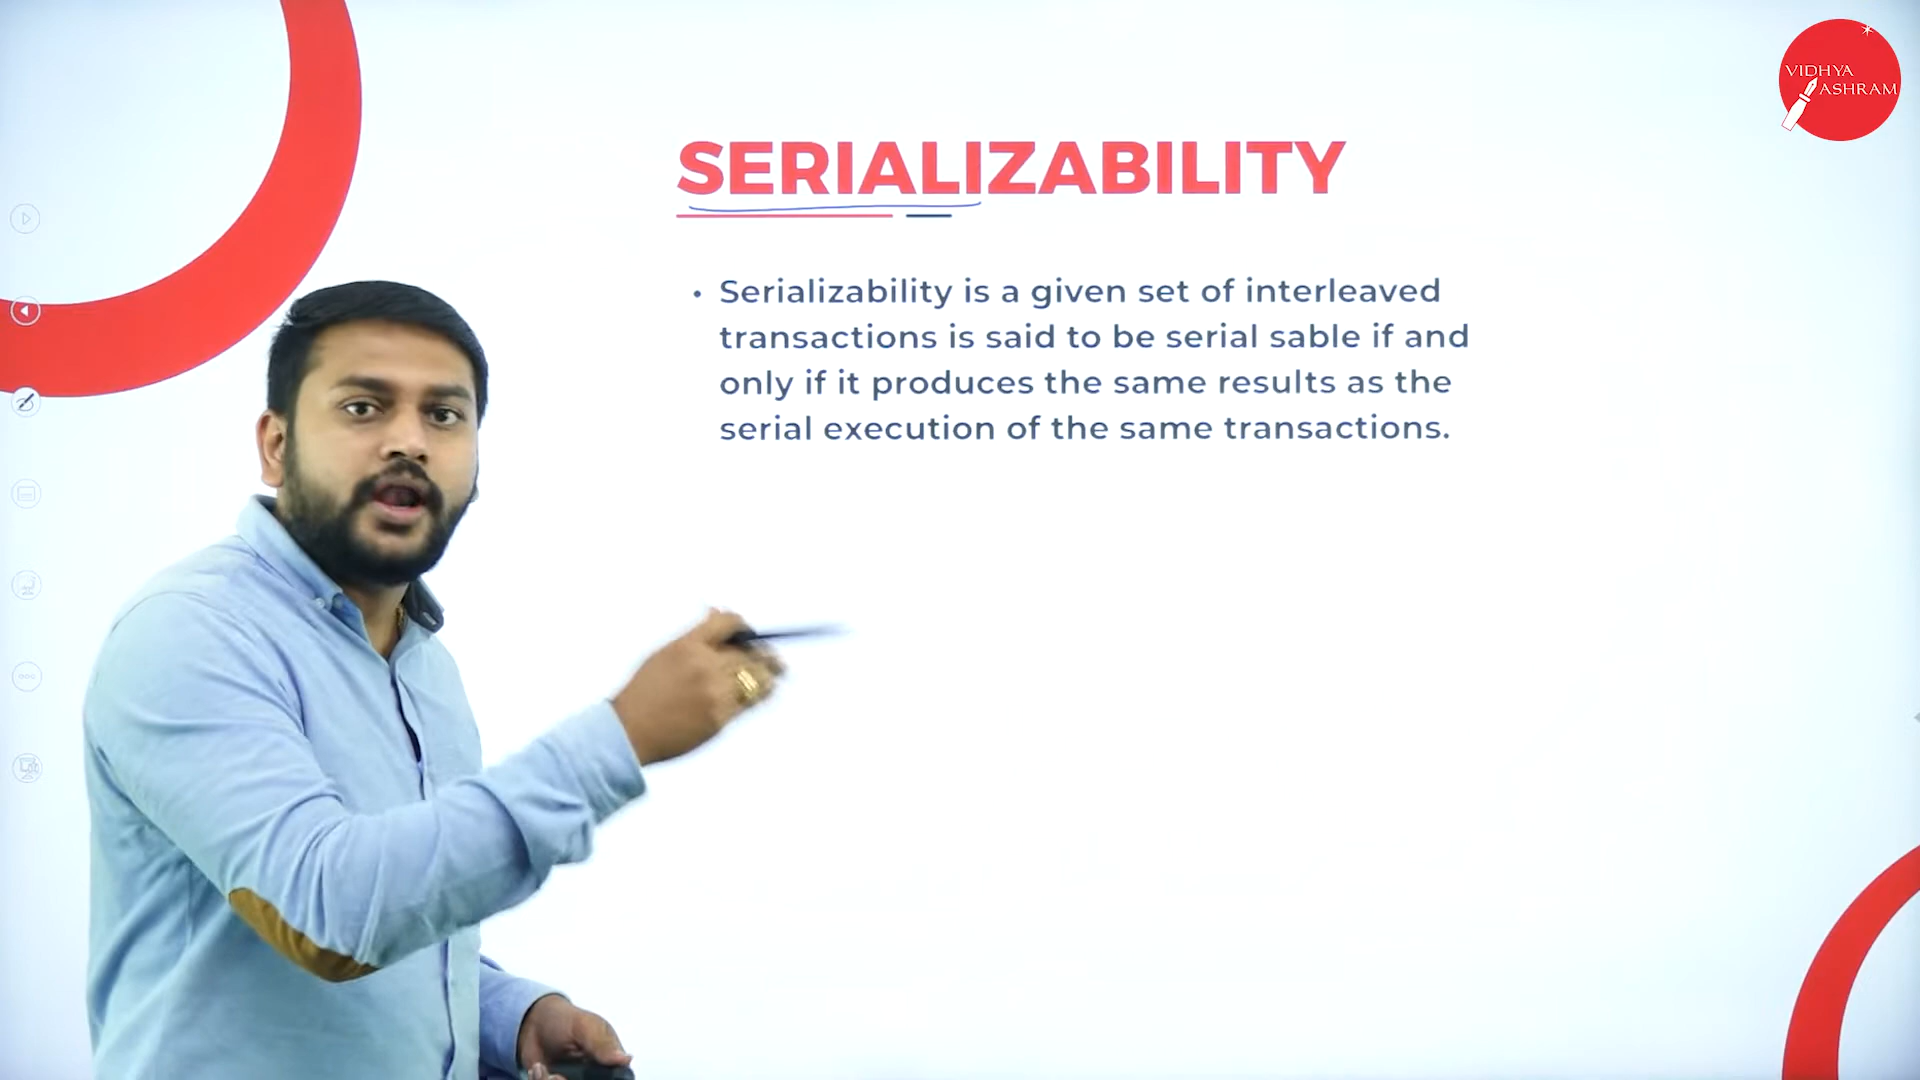 VIDHYA
ASHRAM
SERIALIZABILITY
• Serializability is a given set of interleaved
transactions is said to be serial sable if and
only if it produces the same results as the
serial execution of the same transactions.